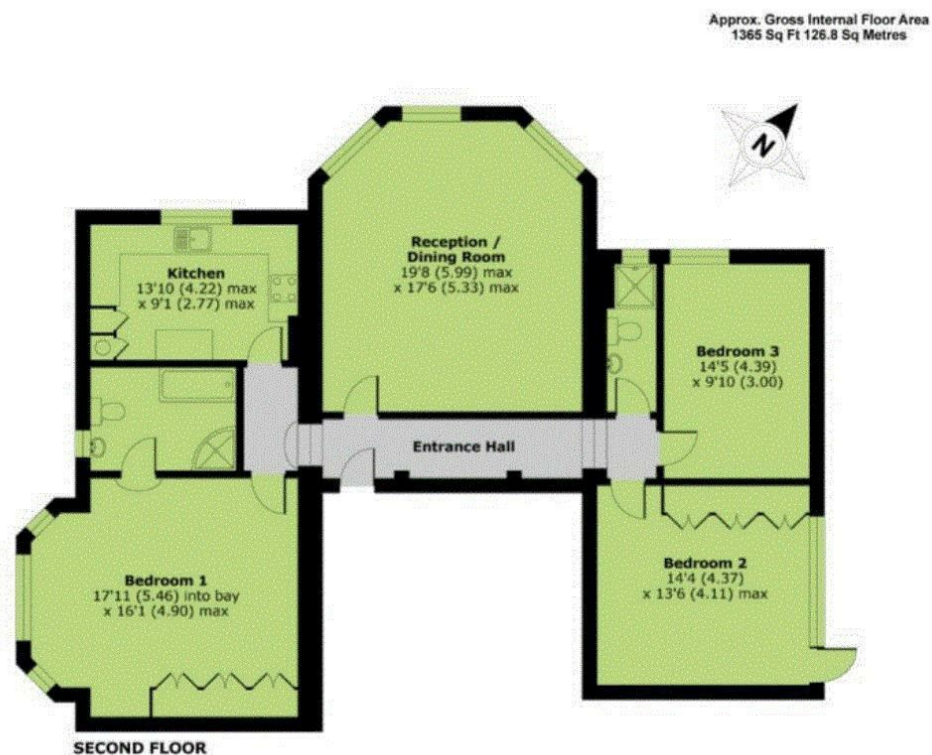 Approx. Gross Internal Floor Area
1365 Sq Ft 126.8 Sq Metres
N
Reception /
Dining Room
19'8 (5.99) max
x 17'6 (5.33) max
Kitchen
13'10 (4.22) max
x 9'1 (2.77) max
Bedroom 3
14'5 (4.39)
x 9'10 (3.00)
Entrance Hall
Bedroom 1
17'11 (5.46) into bay
x 16'1 (4.90) max
Bedroom 2
14'4 (4.37)
x 13'6 (4.11) max
SECOND FLOOR